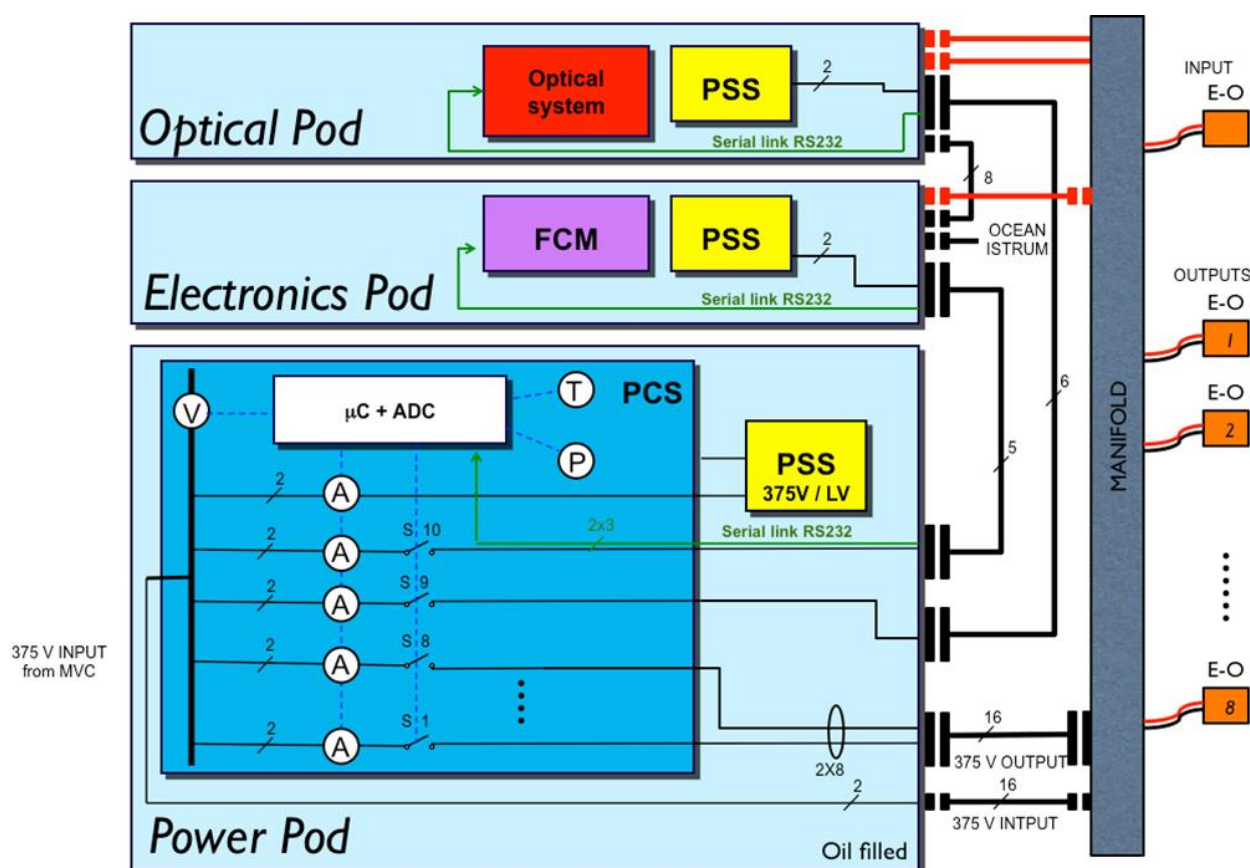 Optical
system
PSS
2
Serial link RS232
Optical Pod
8
INPUT
E-O
FCM
PSS
2
Serial link RS232
Electronics Pod
OCEAN
ISTRUM
OUTPUTS
E-O
1
E-O
2
E-O
8
MANIFOLD
6
5
PCS
V
µC + ADC
T
P
PSS
375V / LV
2
A
2x3
Serial link RS232
2
A
S 10
2
A
S 9
2
A
S 8
2
A
S 1
2X8
16
375 V OUTPUT
2
16
375 V INTPUT
375 V INPUT
from MVC
Power Pod
Oil filled